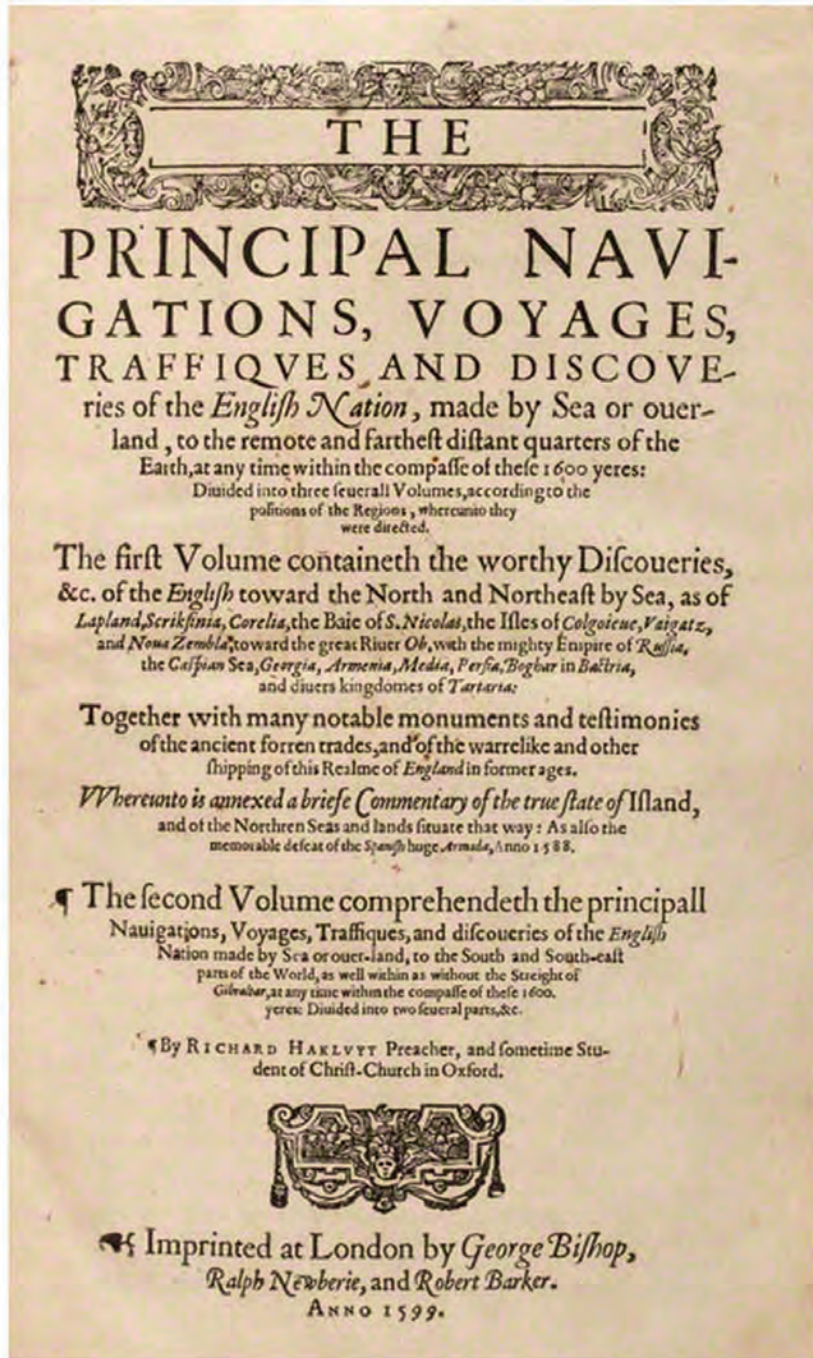 THE
PRINCIPAL NAVI-
GATIONS, VOYAGES,
TRAFFIQVES AND DISCOVE-
ries of the Engliſh Nation, made by Sea or ouer-
land, to the remote and fartheſt diſtant quarters of the
Earth, at any time within the compaſſe of theſe 1600 yeres:
Diuided into three ſeuerall Volumes, according to the
poſitions of the Regions, whereunto they
were directed.
The firſt Volume containeth the worthy Diſcoueries,
&c. of the Engliſh toward the North and Northeaſt by Sea, as of
Lapland, Scrikfinia, Corelia, the Baie of S. Nicolas, the Iſles of Colgoieue, Vaigatz,
and Noua Zembla, toward the great Riuer Ob, with the mighty Empire of Ruſſia,
the Caſpian Sea, Georgia, Armenia, Media, Perſia, Boghar in Bactria,
and diuers kingdomes of Tartaria:
Together with many notable monuments and teſtimonies
of the ancient forren trades, and of the warrelike and other
ſhipping of this Realme of England in former ages.
VVhereunto is annexed a briefe Commentary of the true ſtate of Iſland,
and of the Northren Seas and lands ſituate that way: As alſo the
memorable defeat of the Spaniſh huge Armada, Anno 1588.
¶ The ſecond Volume comprehendeth the principall
Nauigations, Voyages, Traffiques, and diſcoueries of the Engliſh
Nation made by Sea or ouer-land, to the South and South-eaſt
parts of the World, as well within as without the Streight of
Gibraltar, at any time within the compaſſe of theſe 1600.
yeres: Diuided into two ſeueral parts, &c.
¶ By RICHARD HAKLVYT Preacher, and ſometime Stu-
dent of Chriſt-Church in Oxford.
Imprinted at London by George Biſhop,
Ralph Newberie, and Robert Barker.
ANNO 1599.